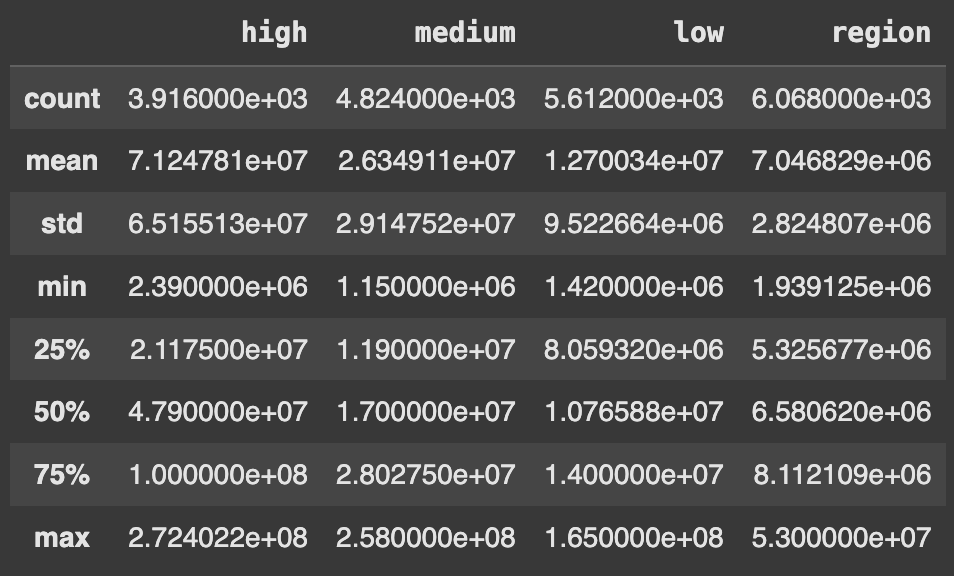 high medium low region
count 3.916000e+03 4.824000e+03 5.612000e+03 6.068000e+03
mean 7.124781e+07 2.634911e+07 1.270034e+07 7.046829e+06
std 6.515513e+07 2.914752e+07 9.522664e+06 2.824807e+06
min 2.390000e+06 1.150000e+06 1.420000e+06 1.939125e+06
25% 2.117500e+07 1.190000e+07 8.059320e+06 5.325677e+06
50% 4.790000e+07 1.700000e+07 1.076588e+07 6.580620e+06
75% 1.000000e+08 2.802750e+07 1.400000e+07 8.112109e+06
max 2.724022e+08 2.580000e+08 1.650000e+08 5.300000e+07